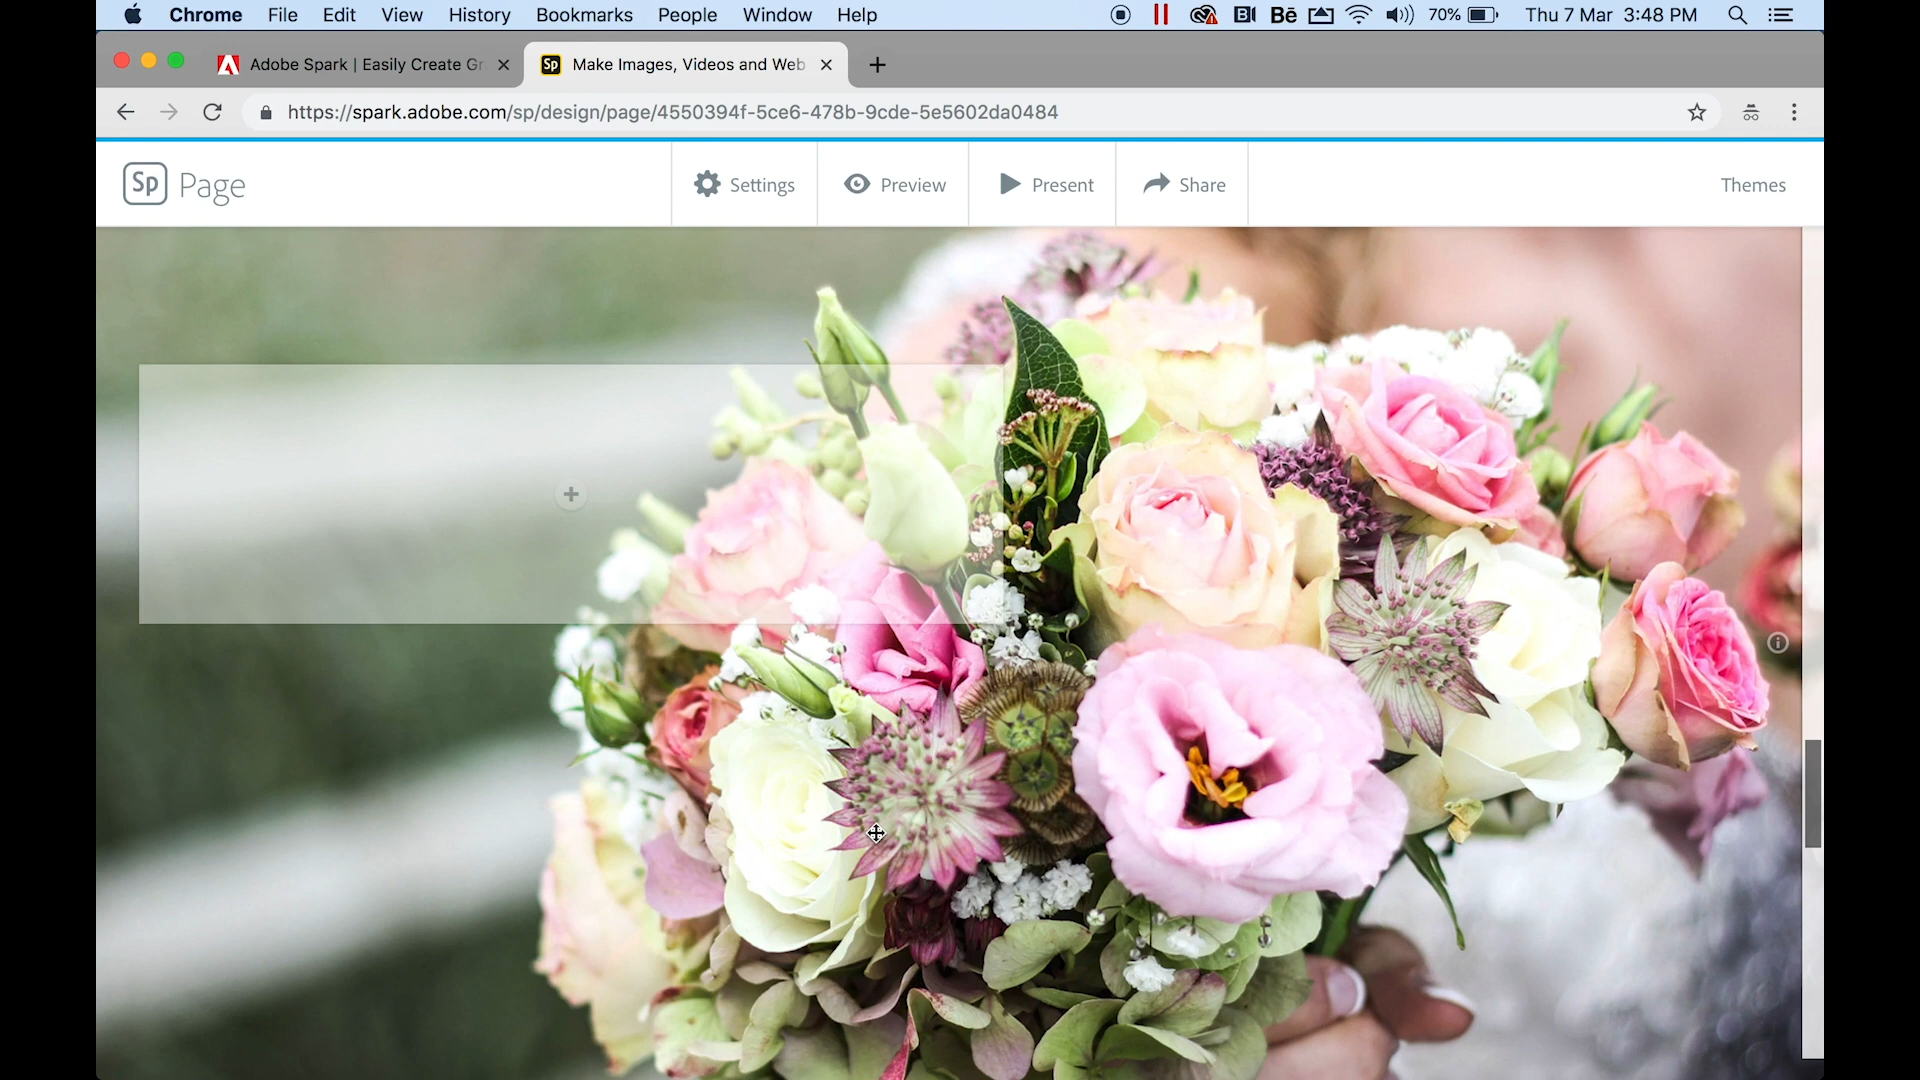 Chrome File Edit View History Bookmarks People Window Help Bē 70% Thu 7 Mar 3:48 PM
Adobe Spark | Easily Create Gr Sp Make Images, Videos and Web
https://spark.adobe.com/sp/design/page/4550394f-5ce6-478b-9cde-5e5602da0484
Sp Page Settings Preview Present Share Themes